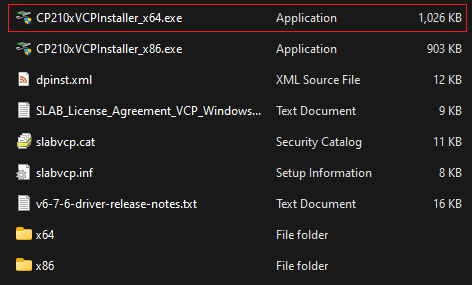 CP210xVCPInstaller_x64.exe Application 1,026 KB
CP210xVCPInstaller_x86.exe Application 903 KB
dpinst.xml XML Source File 12 KB
SLAB_License_Agreement_VCP_Windows... Text Document 9 KB
slabvcp.cat Security Catalog 11 KB
slabvcp.inf Setup Information 8 KB
v6-7-6-driver-release-notes.txt Text Document 16 KB
x64 File folder
x86 File folder